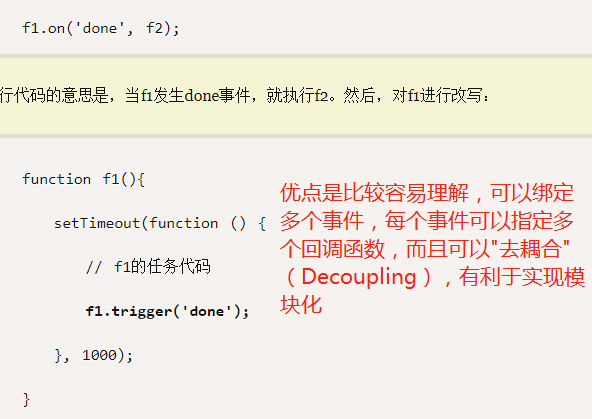 f1.on('done', f2);
行代码的意思是，当f1发生done事件，就执行f2。然后，对f1进行改写：
function f1(){
setTimeout(function () {
// f1的任务代码
f1.trigger('done');
}, 1000);
}
优点是比较容易理解，可以绑定
多个事件，每个事件可以指定多
个回调函数，而且可以"去耦合"
（Decoupling），有利于实现模
块化